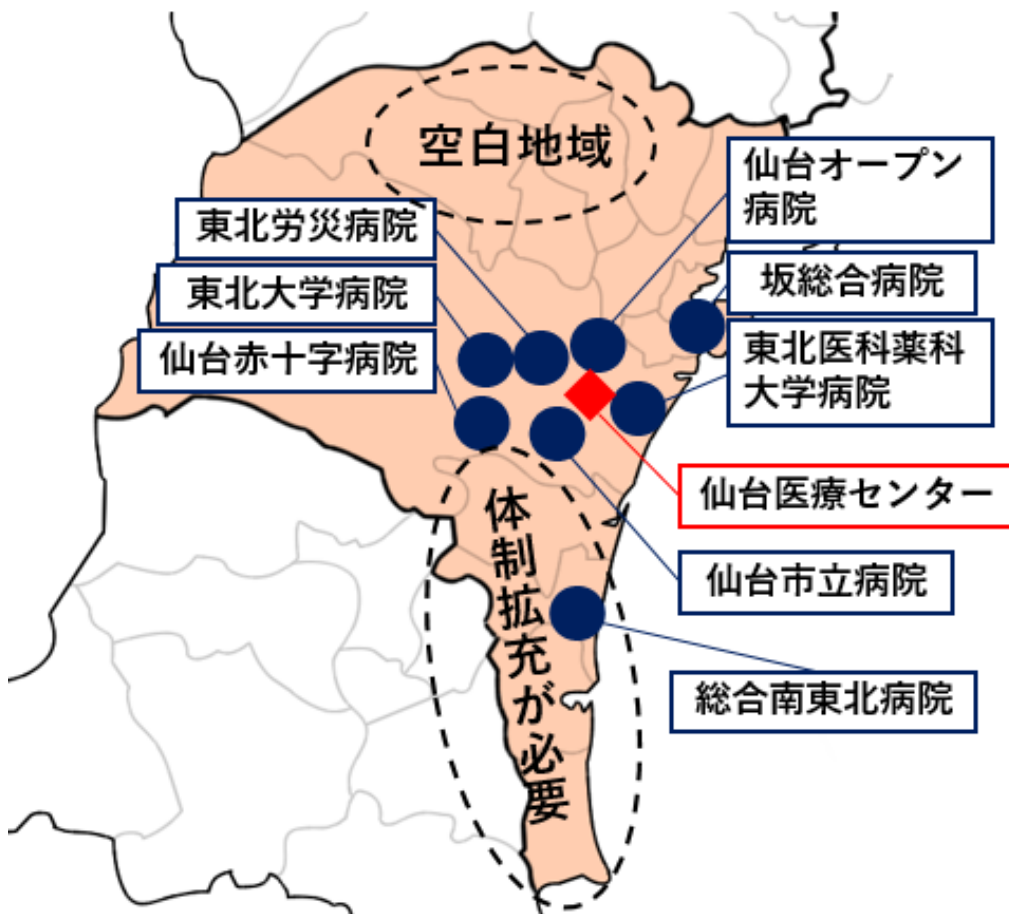 空白地域
仙台オープン
病院
東北労災病院
東北大学病院
坂総合病院
仙台赤十字病院
東北医科薬科
大学病院
仙台医療センター
体制拡充が必要
仙台市立病院
総合南東北病院